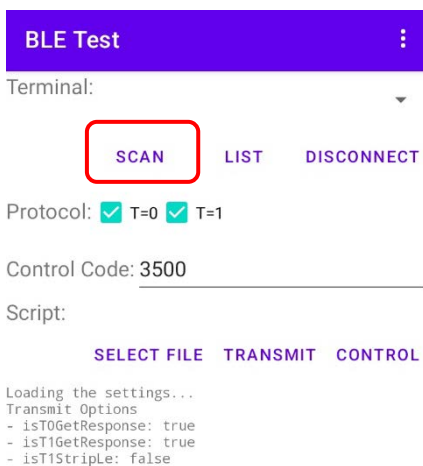 BLE Test
Terminal:
SCAN LIST DISCONNECT
Protocol: T=0 T=1
Control Code: 3500
Script:
SELECT FILE TRANSMIT CONTROL
Loading the settings...
Transmit Options
- isT0GetResponse: true
- isT1GetResponse: true
- isT1StripLe: false